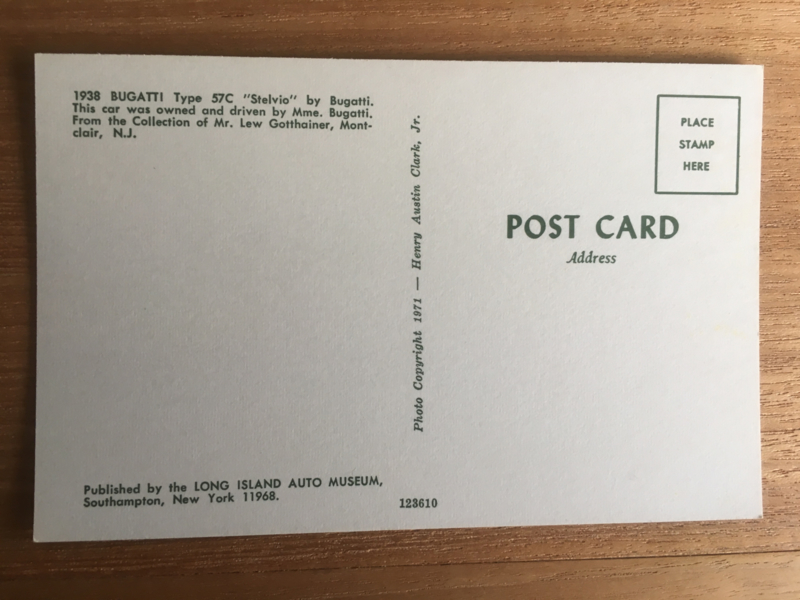 1938 BUGATTI Type 57C "Stelvio" by Bugatti.
This car was owned and driven by Mme. Bugatti.
From the Collection of Mr. Lew Gotthainer, Mont-
clair, N.J.
Published by the LONG ISLAND AUTO MUSEUM,
Southampton, New York 11968.
Photo Copyright 1971 — Henry Austin Clark, Jr.
123610
PLACE
STAMP
HERE
POST CARD
Address